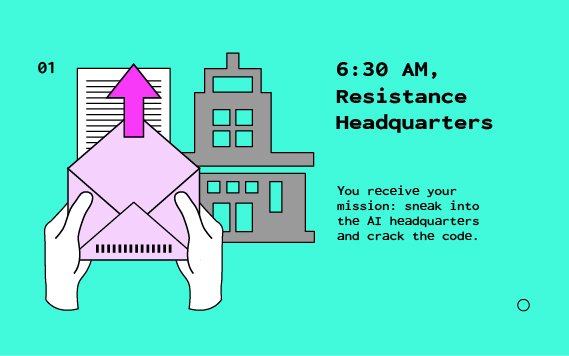 01
6:30 AM,
Resistance
Headquarters
You receive your
mission: sneak into
the AI headquarters
and crack the code.